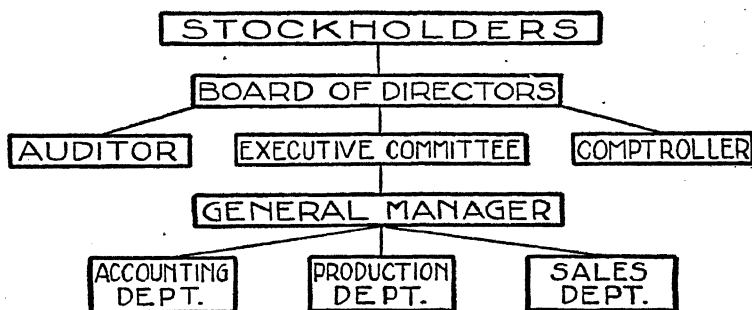 STOCKHOLDERS
BOARD OF DIRECTORS
AUDITOR
EXECUTIVE COMMITTEE
COMPTROLLER
GENERAL MANAGER
ACCOUNTING
DEPT.
PRODUCTION
DEPT.
SALES
DEPT.